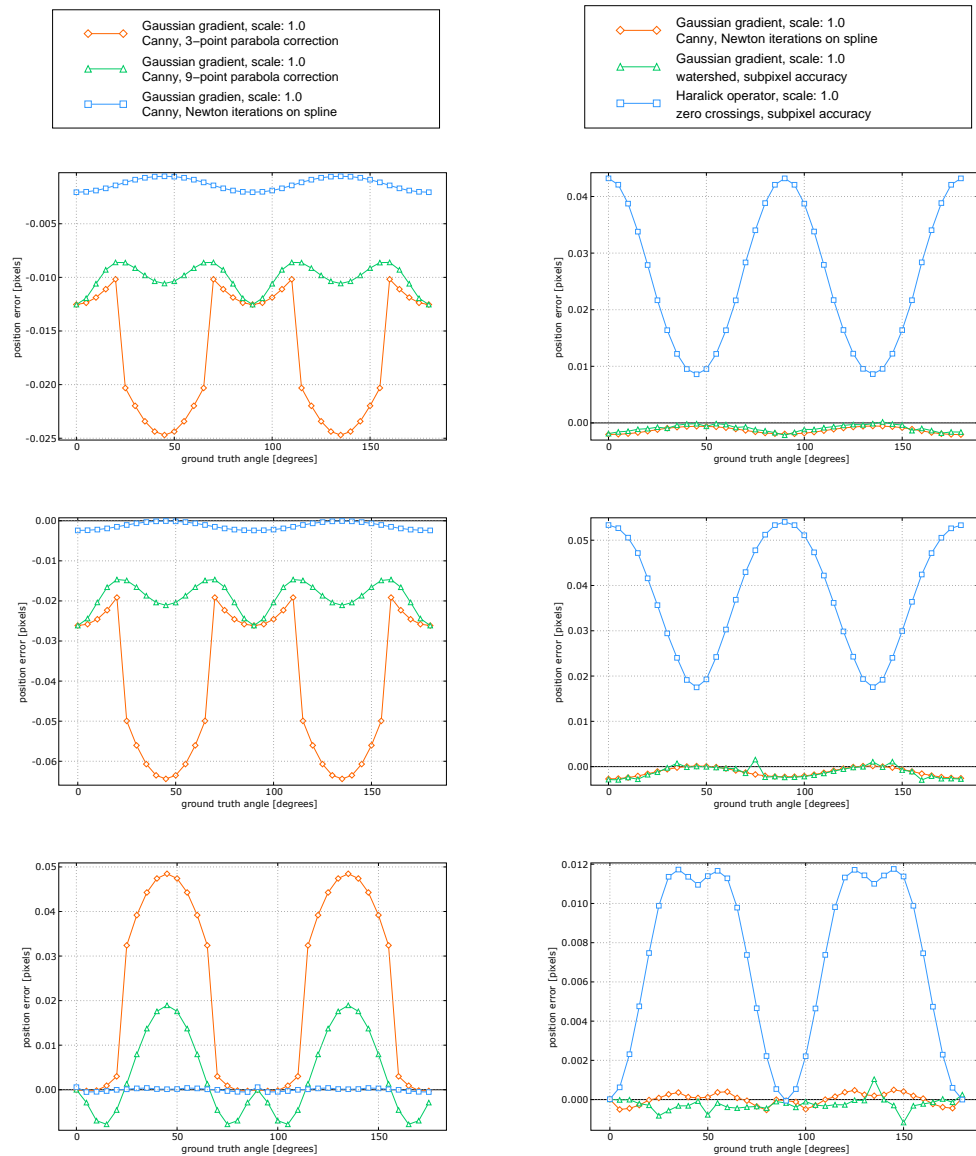 Gaussian gradient, scale: 1.0
Canny, 3−point parabola correction
Gaussian gradient, scale: 1.0
Canny, 9−point parabola correction
Gaussian gradien, scale: 1.0
Canny, Newton iterations on spline
Gaussian gradient, scale: 1.0
Canny, Newton iterations on spline
Gaussian gradient, scale: 1.0
watershed, subpixel accuracy
Haralick operator, scale: 1.0
zero crossings, subpixel accuracy
-0.005
-0.010
-0.015
-0.020
-0.025
position error [pixels]
0 50 100 150
ground truth angle [degrees]
0.04
0.03
0.02
0.01
0.00
position error [pixels]
0 50 100 150
ground truth angle [degrees]
0.00
-0.01
-0.02
-0.03
-0.04
-0.05
-0.06
position error [pixels]
0 50 100 150
ground truth angle [degrees]
0.05
0.04
0.03
0.02
0.01
0.00
position error [pixels]
0 50 100 150
ground truth angle [degrees]
0.05
0.04
0.03
0.02
0.01
0.00
position error [pixels]
0 50 100 150
ground truth angle [degrees]
0.012
0.010
0.008
0.006
0.004
0.002
0.000
position error [pixels]
0 50 100 150
ground truth angle [degrees]